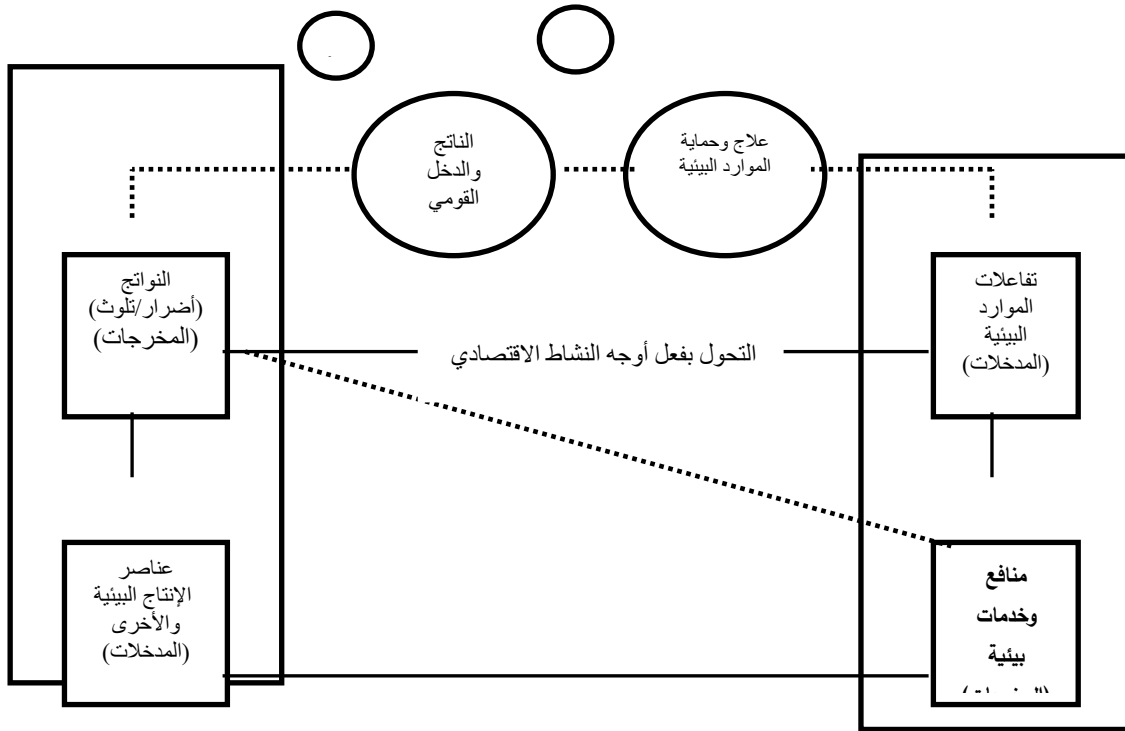 علاج وحماية
الموارد البيئية
الناتج
والدخل
القومي
تفاعلات
الموارد
البيئية
(المدخلات)
التحول بفعل أوجه النشاط الاقتصادي
النواتج
(أضرار/تلوث)
(المخرجات)
منافع
وخدمات
بيئية
عناصر
الإنتاج البيئية
والأخرى
(المدخلات)